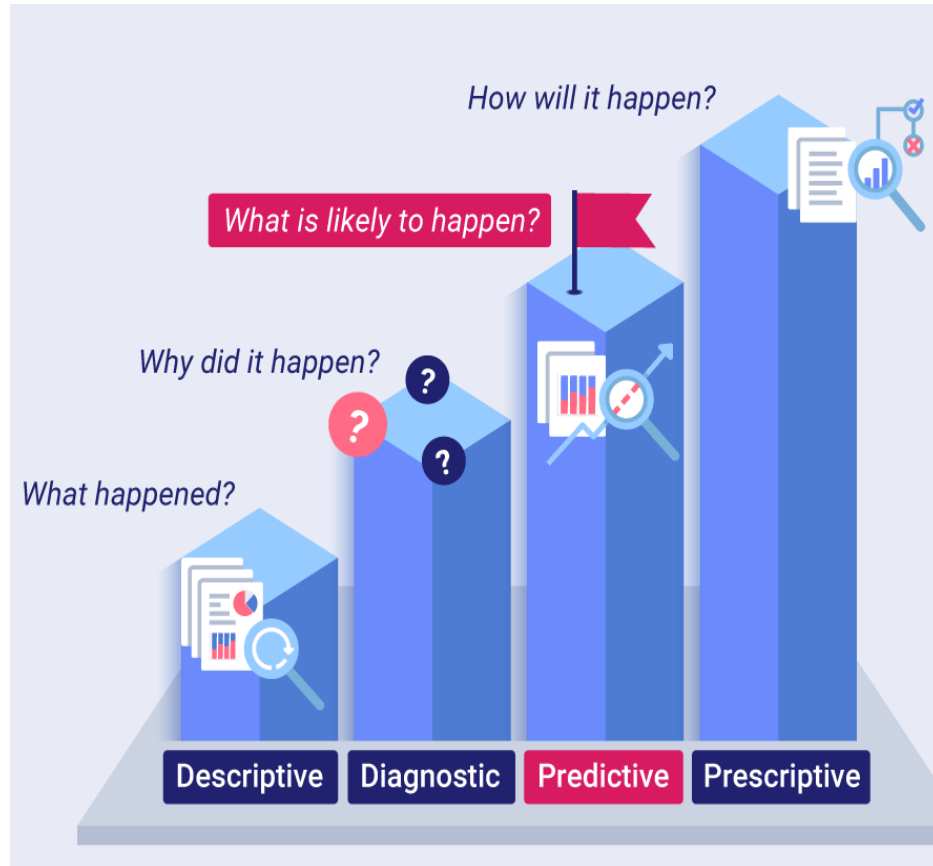 How will it happen?
What is likely to happen?
Why did it happen?
?
?
?
What happened?
Descriptive
Diagnostic
Predictive
Prescriptive